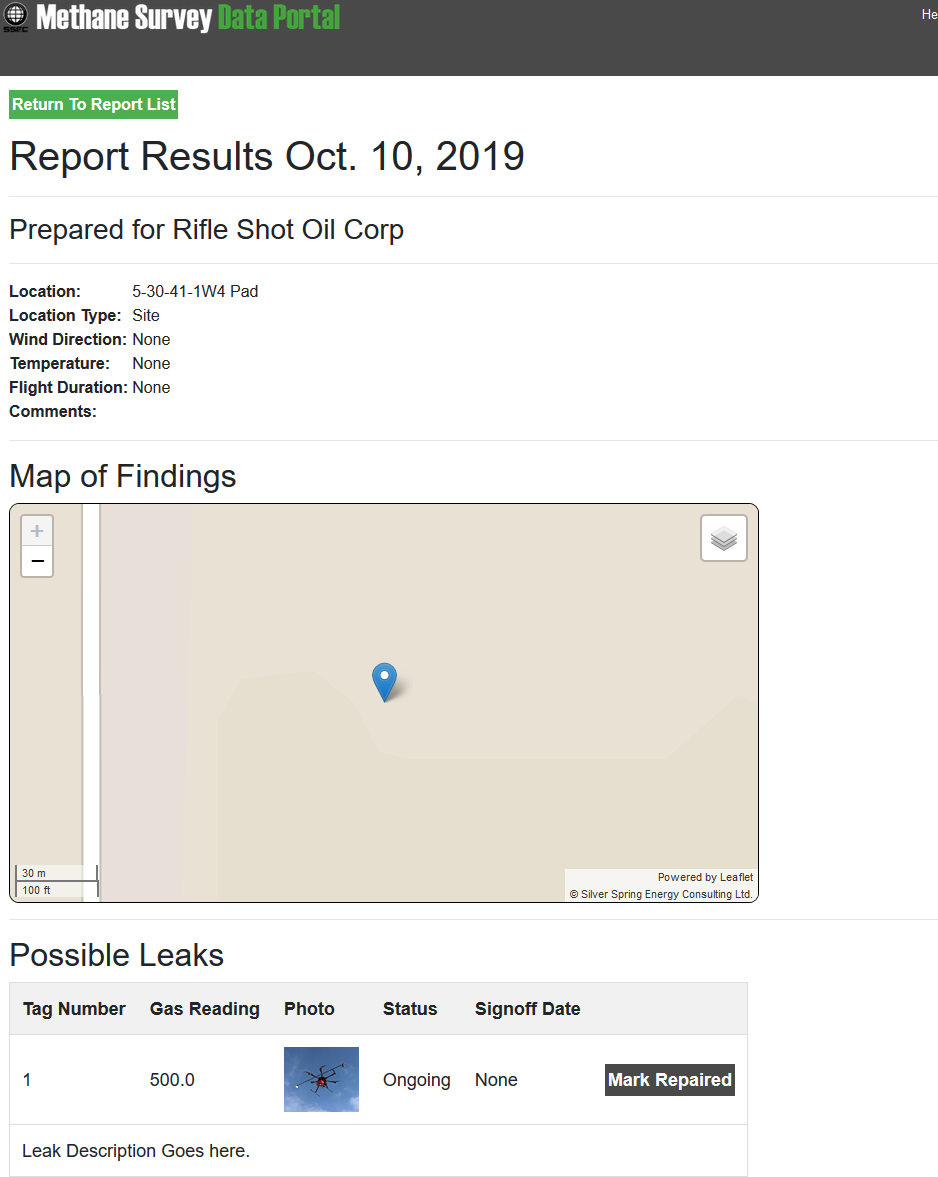 SSEC
Methane Survey Data Portal
He
Return To Report List
Report Results Oct. 10, 2019
Prepared for Rifle Shot Oil Corp
Location: 5-30-41-1W4 Pad
Location Type: Site
Wind Direction: None
Temperature: None
Flight Duration: None
Comments:
Map of Findings
+
−
30 m
100 ft
Powered by Leaflet
© Silver Spring Energy Consulting Ltd.
Possible Leaks
Tag Number Gas Reading Photo Status Signoff Date
1 500.0 Ongoing None Mark Repaired
Leak Description Goes here.